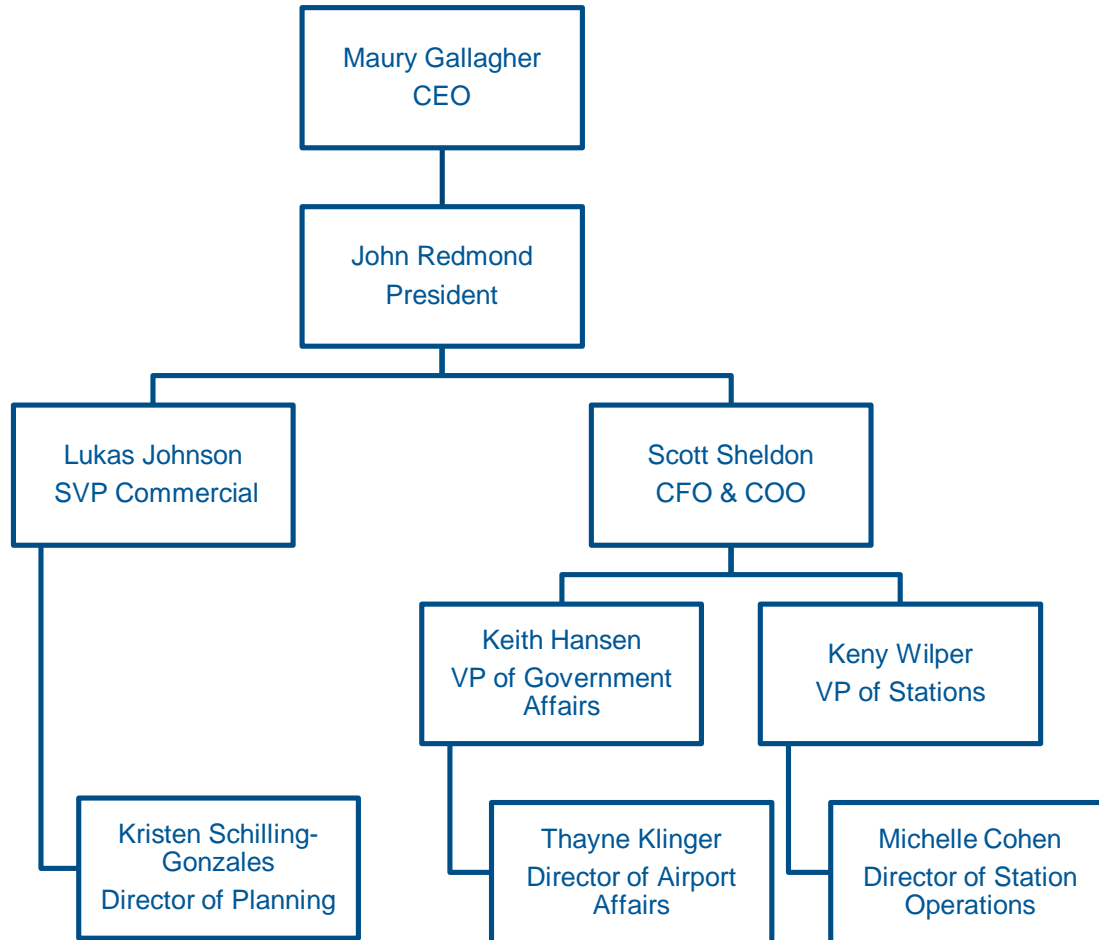 Maury Gallagher
CEO
John Redmond
President
Lukas Johnson
SVP Commercial
Scott Sheldon
CFO & COO
Keith Hansen
VP of Government
Affairs
Keny Wilper
VP of Stations
Kristen Schilling-
Gonzales
Director of Planning
Thayne Klinger
Director of Airport
Affairs
Michelle Cohen
Director of Station
Operations